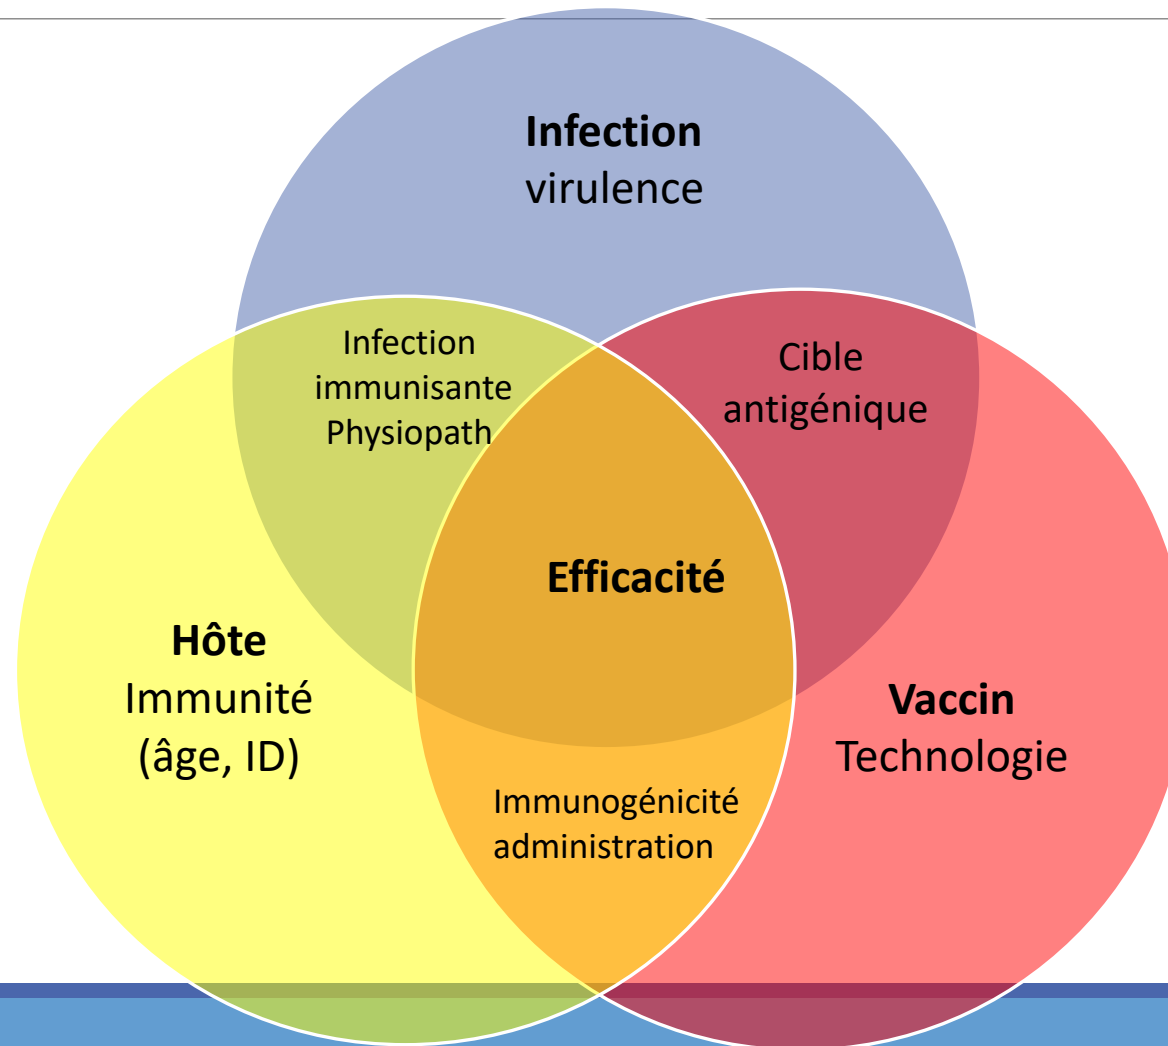 Infection
virulence
Infection
immunisante
Physiopath
Cible
antigénique
Efficacité
Hôte
Immunité
(âge, ID)
Vaccin
Technologie
Immunogénicité
administration